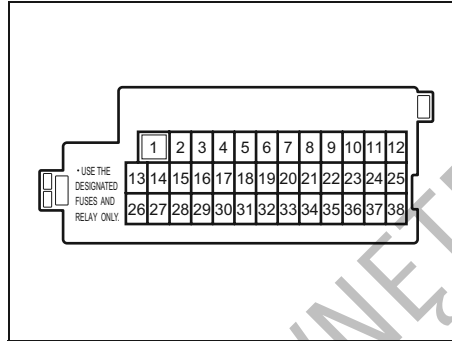 1 2 3 4 5 6 7 8 9 10 11 12
• USE THE
DESIGNATED
FUSES AND
RELAY ONLY.
13 14 15 16 17 18 19 20 21 22 23 24 25
26 27 28 29 30 31 32 33 34 35 36 37 38